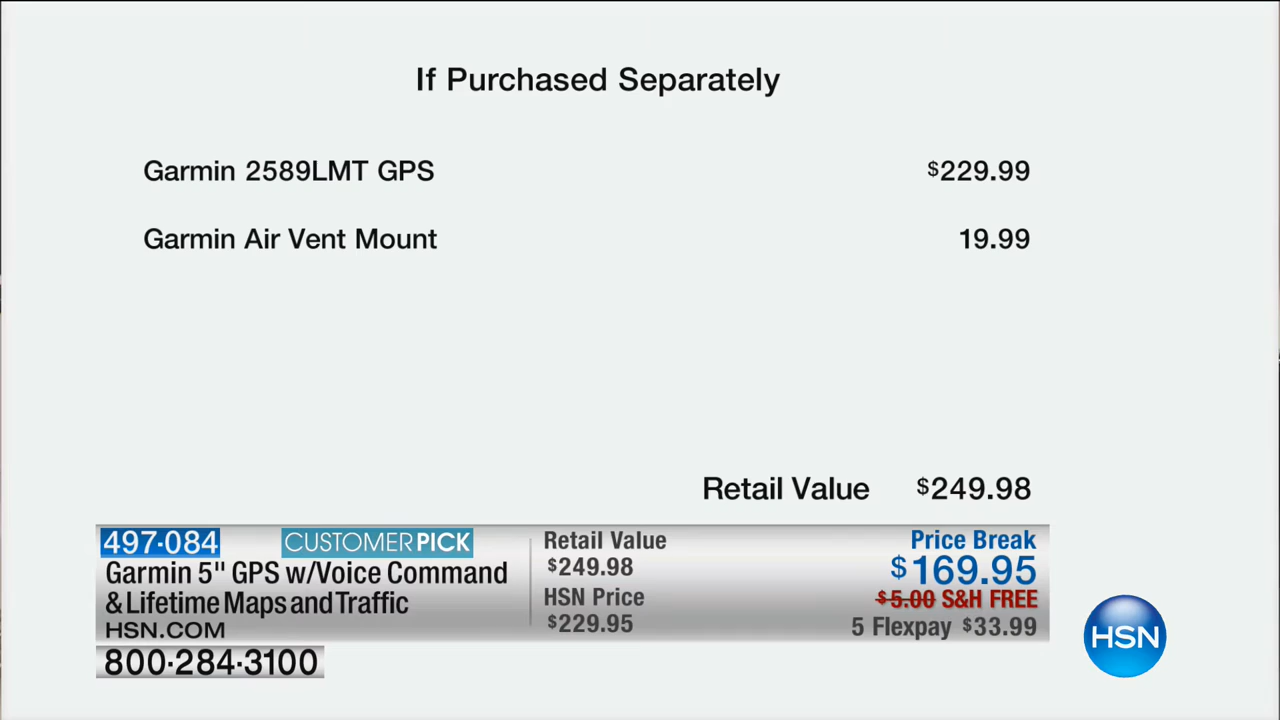 If Purchased Separately
Garmin 2589LMT GPS $229.99
Garmin Air Vent Mount 19.99
Retail Value $249.98
497-084 CUSTOMER PICK
Garmin 5" GPS w/Voice Command
& Lifetime Maps and Traffic
HSN.COM
800-284-3100
Retail Value
$249.98
HSN Price
$229.95
Price Break
$169.95
$5.00 S&H FREE
5 Flexpay $33.99
HSN